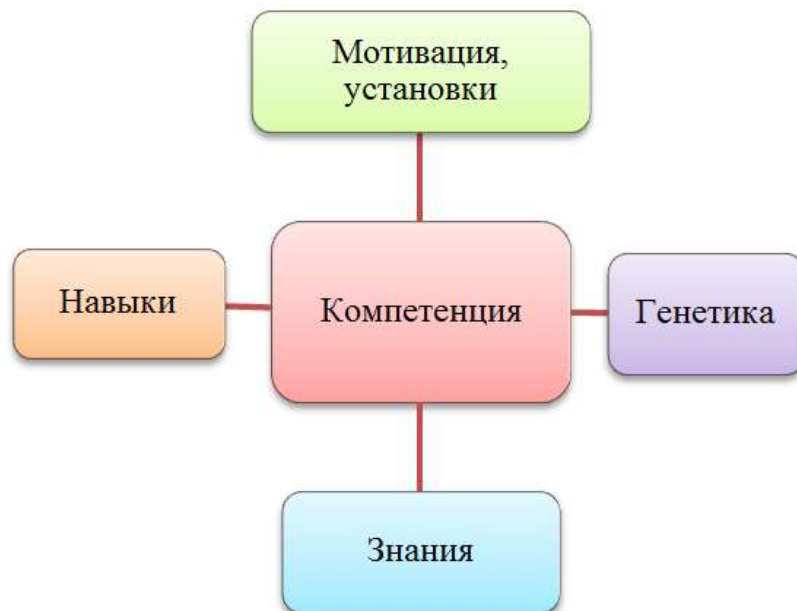 Мотивация,
установки
Навыки
Компетенция
Генетика
Знания